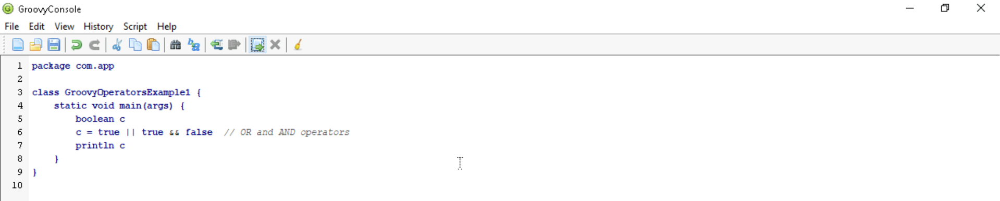 GroovyConsole
File Edit View History Script Help
1 package com.app
2
3 class GroovyOperatorsExample1 {
4     static void main(args) {
5         boolean c
6         c = true || true && false  // OR and AND operators
7         println c
8     }
9 }
10